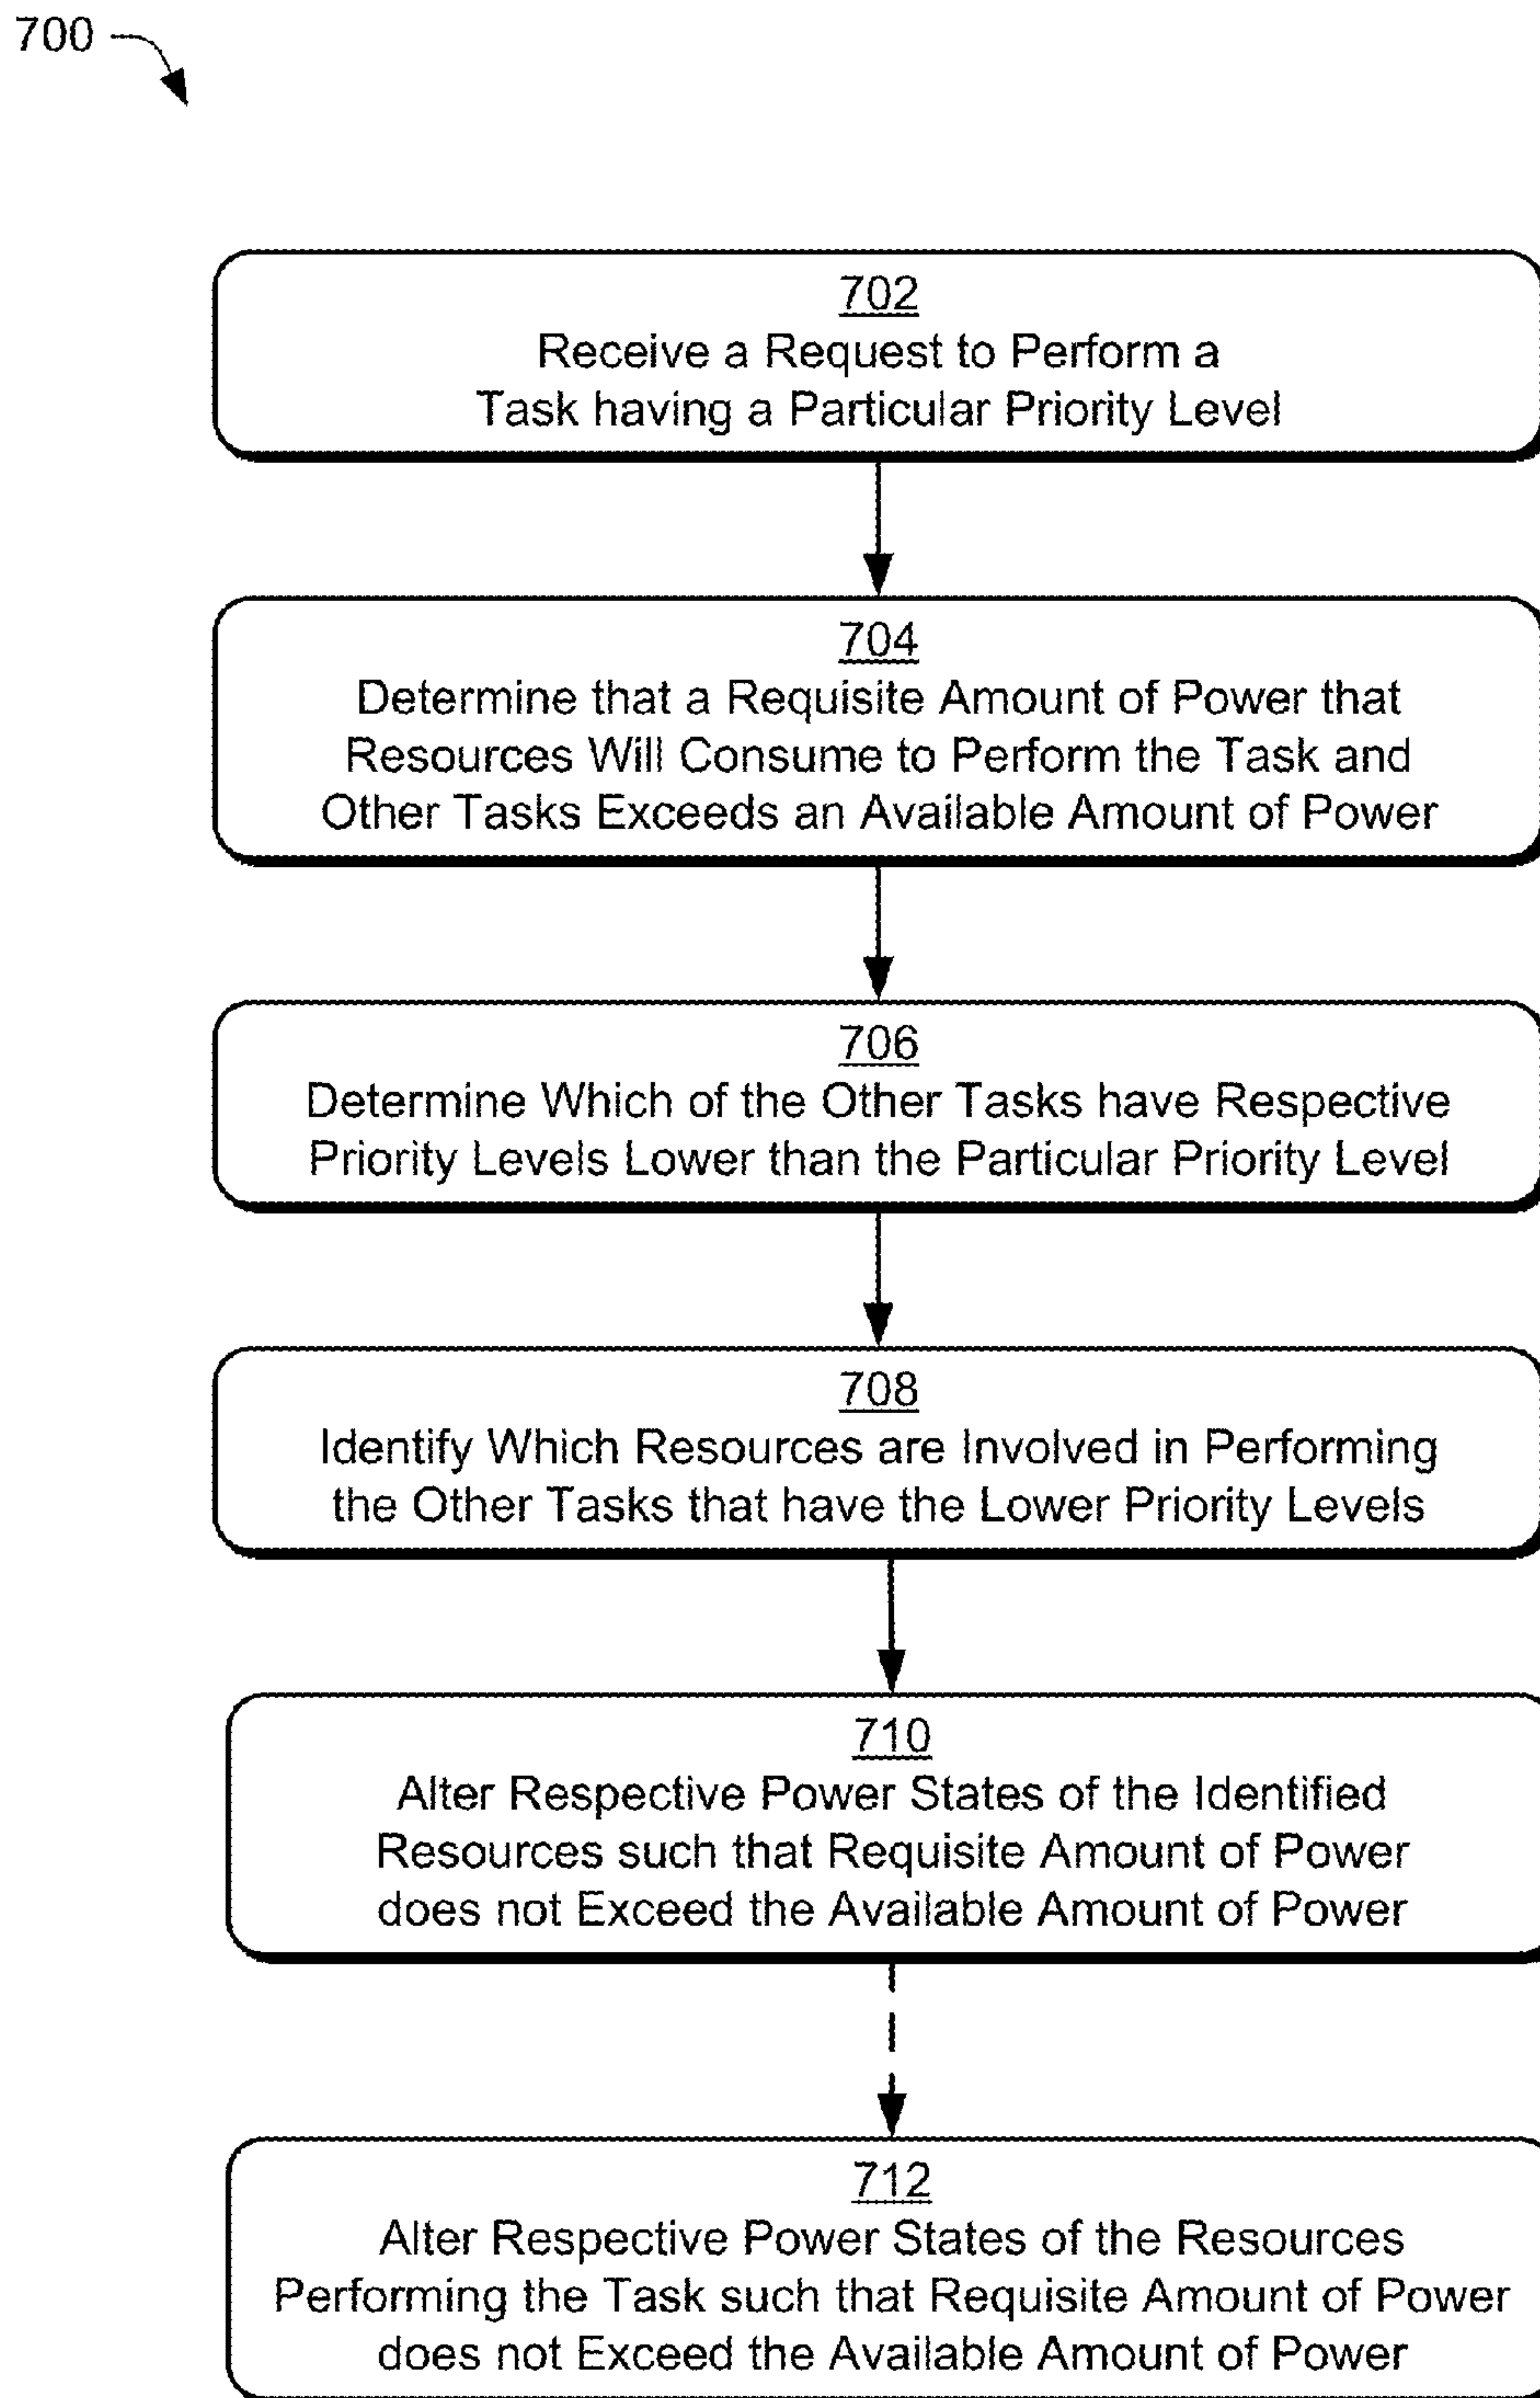 700
702
Receive a Request to Perform a
Task having a Particular Priority Level
704
Determine that a Requisite Amount of Power that
Resources Will Consume to Perform the Task and
Other Tasks Exceeds an Available Amount of Power
706
Determine Which of the Other Tasks have Respective
Priority Levels Lower than the Particular Priority Level
708
Identify Which Resources are Involved in Performing
the Other Tasks that have the Lower Priority Levels
710
Alter Respective Power States of the Identified
Resources such that Requisite Amount of Power
does not Exceed the Available Amount of Power
712
Alter Respective Power States of the Resources
Performing the Task such that Requisite Amount of Power
does not Exceed the Available Amount of Power